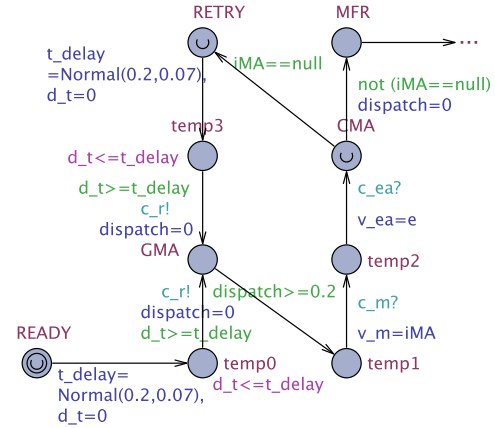 RETRY
MFR
t_delay
=Normal(0.2,0.07),
d_t=0
iMA==null
...
not (iMA==null)
dispatch=0
temp3
CMA
d_t<=t_delay
d_t>=t_delay
c_r!
dispatch=0
c_ea?
v_ea=e
GMA
temp2
c_r!
dispatch>=0.2
dispatch=0
d_t>=t_delay
c_m?
v_m=iMA
READY
temp0
temp1
t_delay=
Normal(0.2,0.07),
d_t=0
d_t<=t_delay